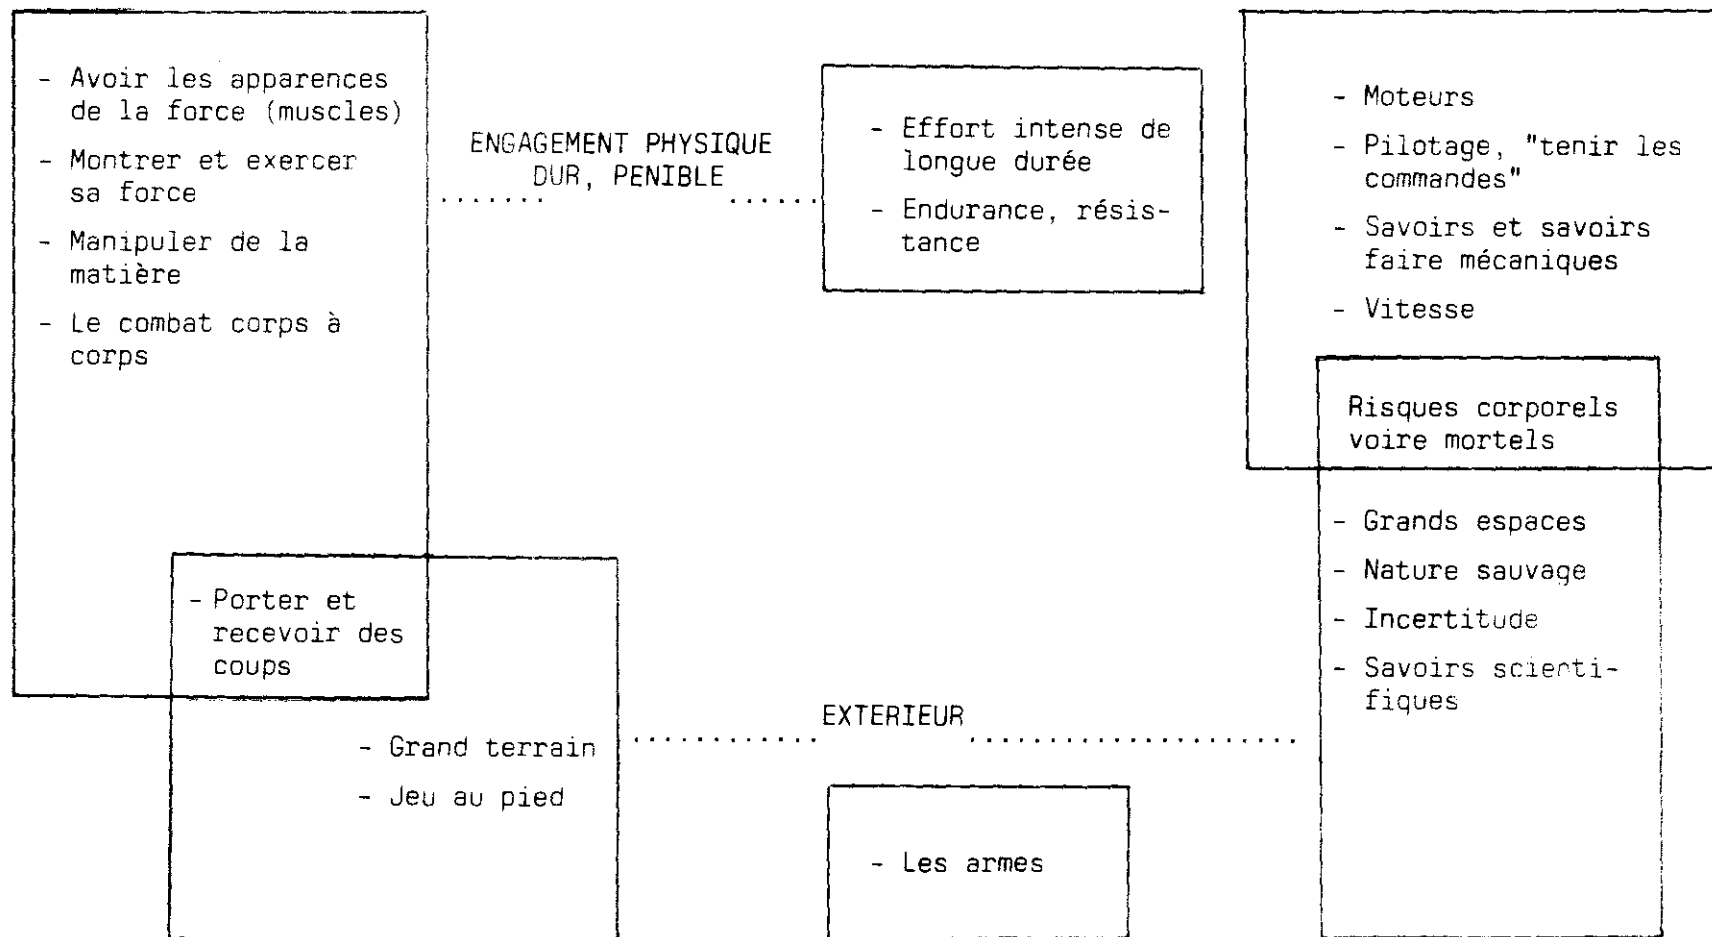 - Avoir les apparences
de la force (muscles)
- Montrer et exercer
sa force
- Manipuler de la
matière
- Le combat corps à
corps
ENGAGEMENT PHYSIQUE
DUR, PENIBLE
- Effort intense de
longue durée
- Endurance, résis-
tance
- Moteurs
- Pilotage, "tenir les
commandes"
- Savoirs et savoirs
faire mécaniques
- Vitesse
Risques corporels
voire mortels
- Grands espaces
- Nature sauvage
- Incertitude
- Savoirs scienti-
fiques
- Porter et
recevoir des
coups
- Grand terrain
- Jeu au pied
EXTERIEUR
- Les armes